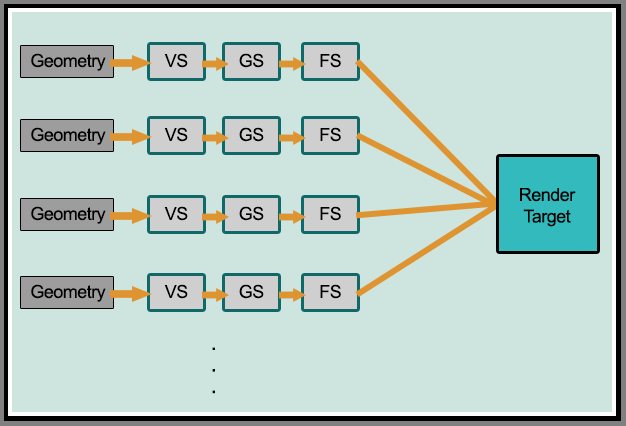 Geometry VS GS FS
Geometry VS GS FS
Render
Target
Geometry VS GS FS
Geometry VS GS FS
.
.
.